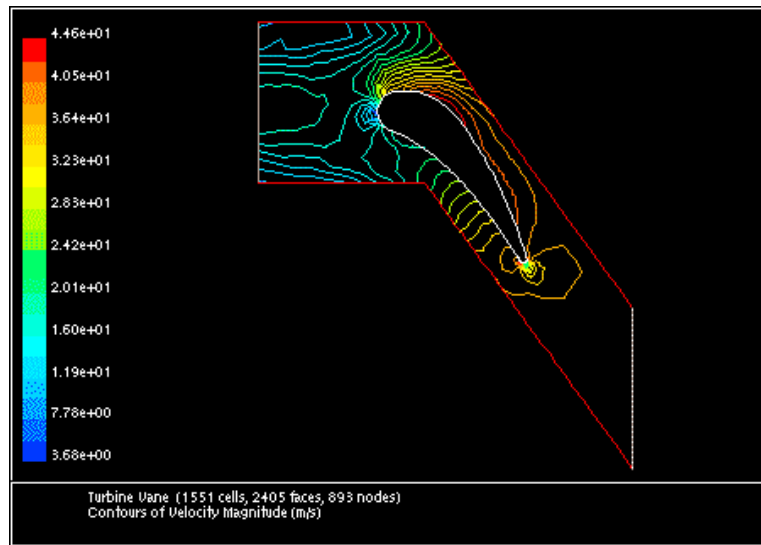 4.46e+01
4.05e+01
3.64e+01
3.23e+01
2.83e+01
2.42e+01
2.01e+01
1.60e+01
1.19e+01
7.78e+00
3.68e+00
Turbine Vane (1551 cells, 2405 faces, 893 nodes)
Contours of Velocity Magnitude (m/s)